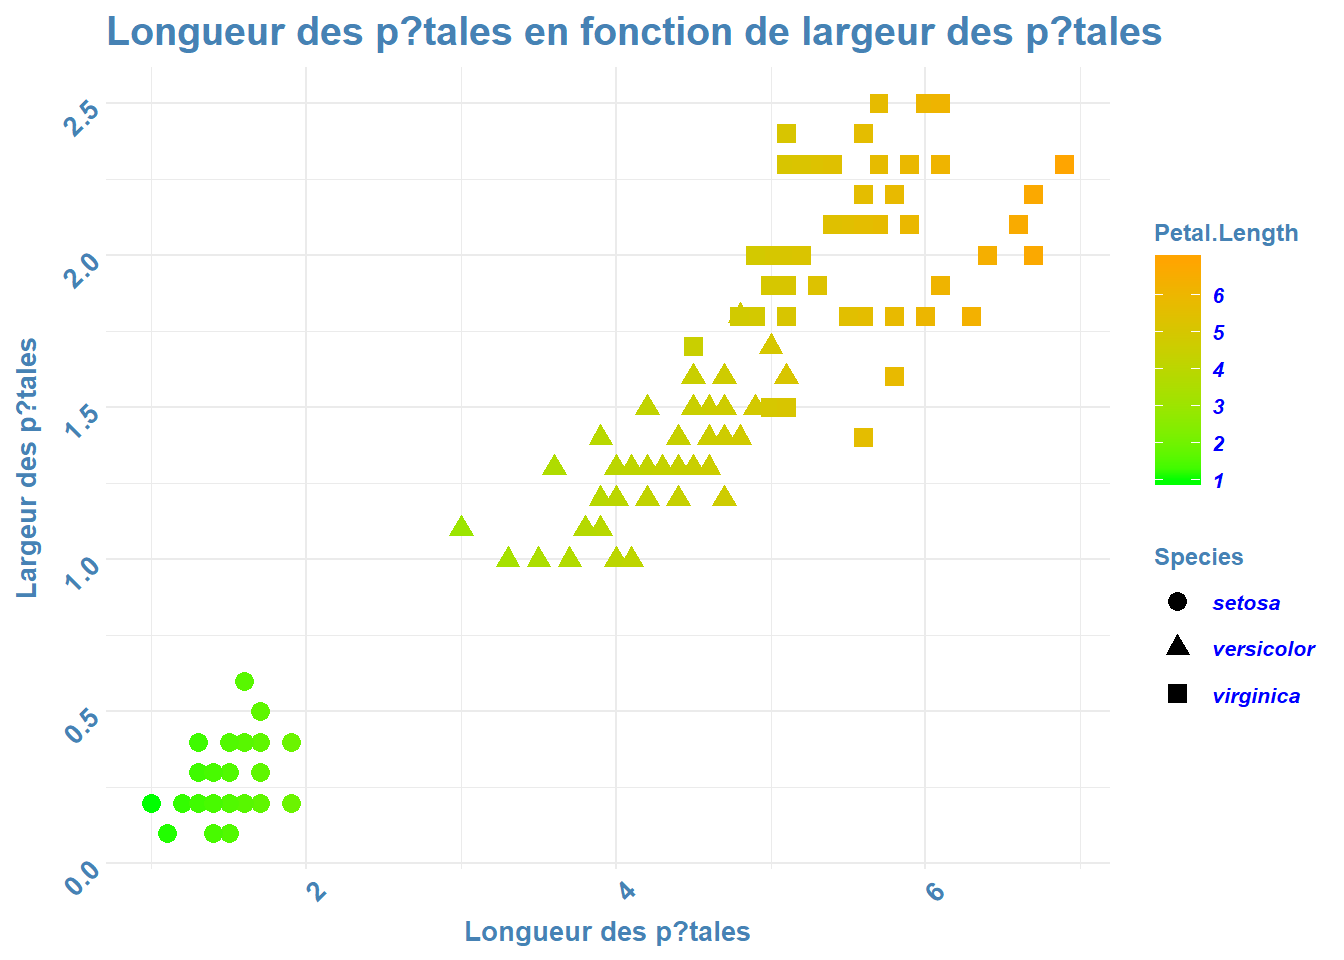 Longueur des p?tales en fonction de largeur des p?tales
Largeur des p?tales
2.5
2.0
1.5
1.0
0.5
0.0
2
4
6
Longueur des p?tales
Petal.Length
6
5
4
3
2
1
Species
setosa
versicolor
virginica